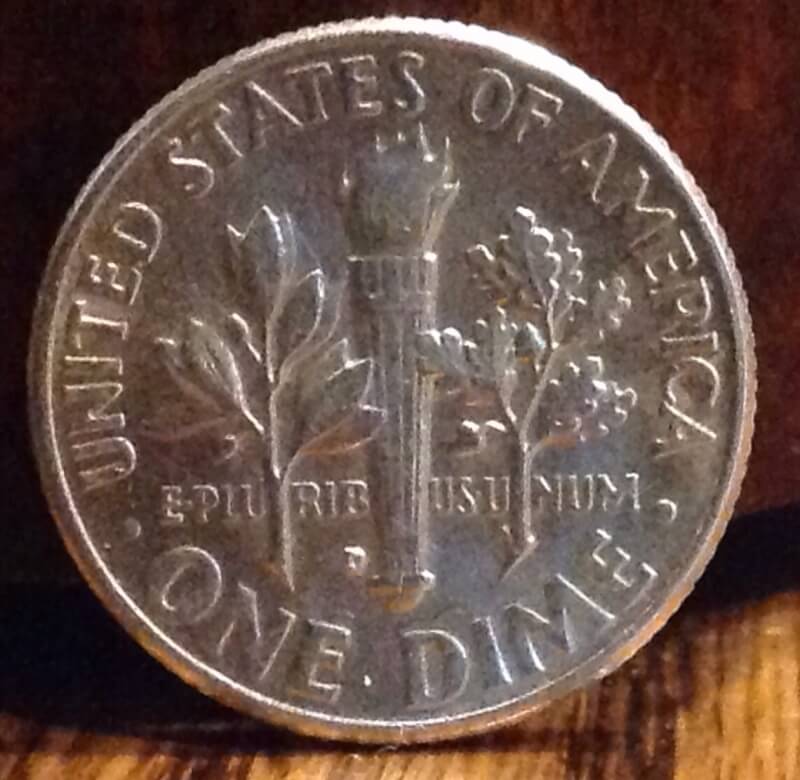 UNITED STATES OF AMERICA
E·PLURIBUS UNUM
D
· ONE · DIME ·